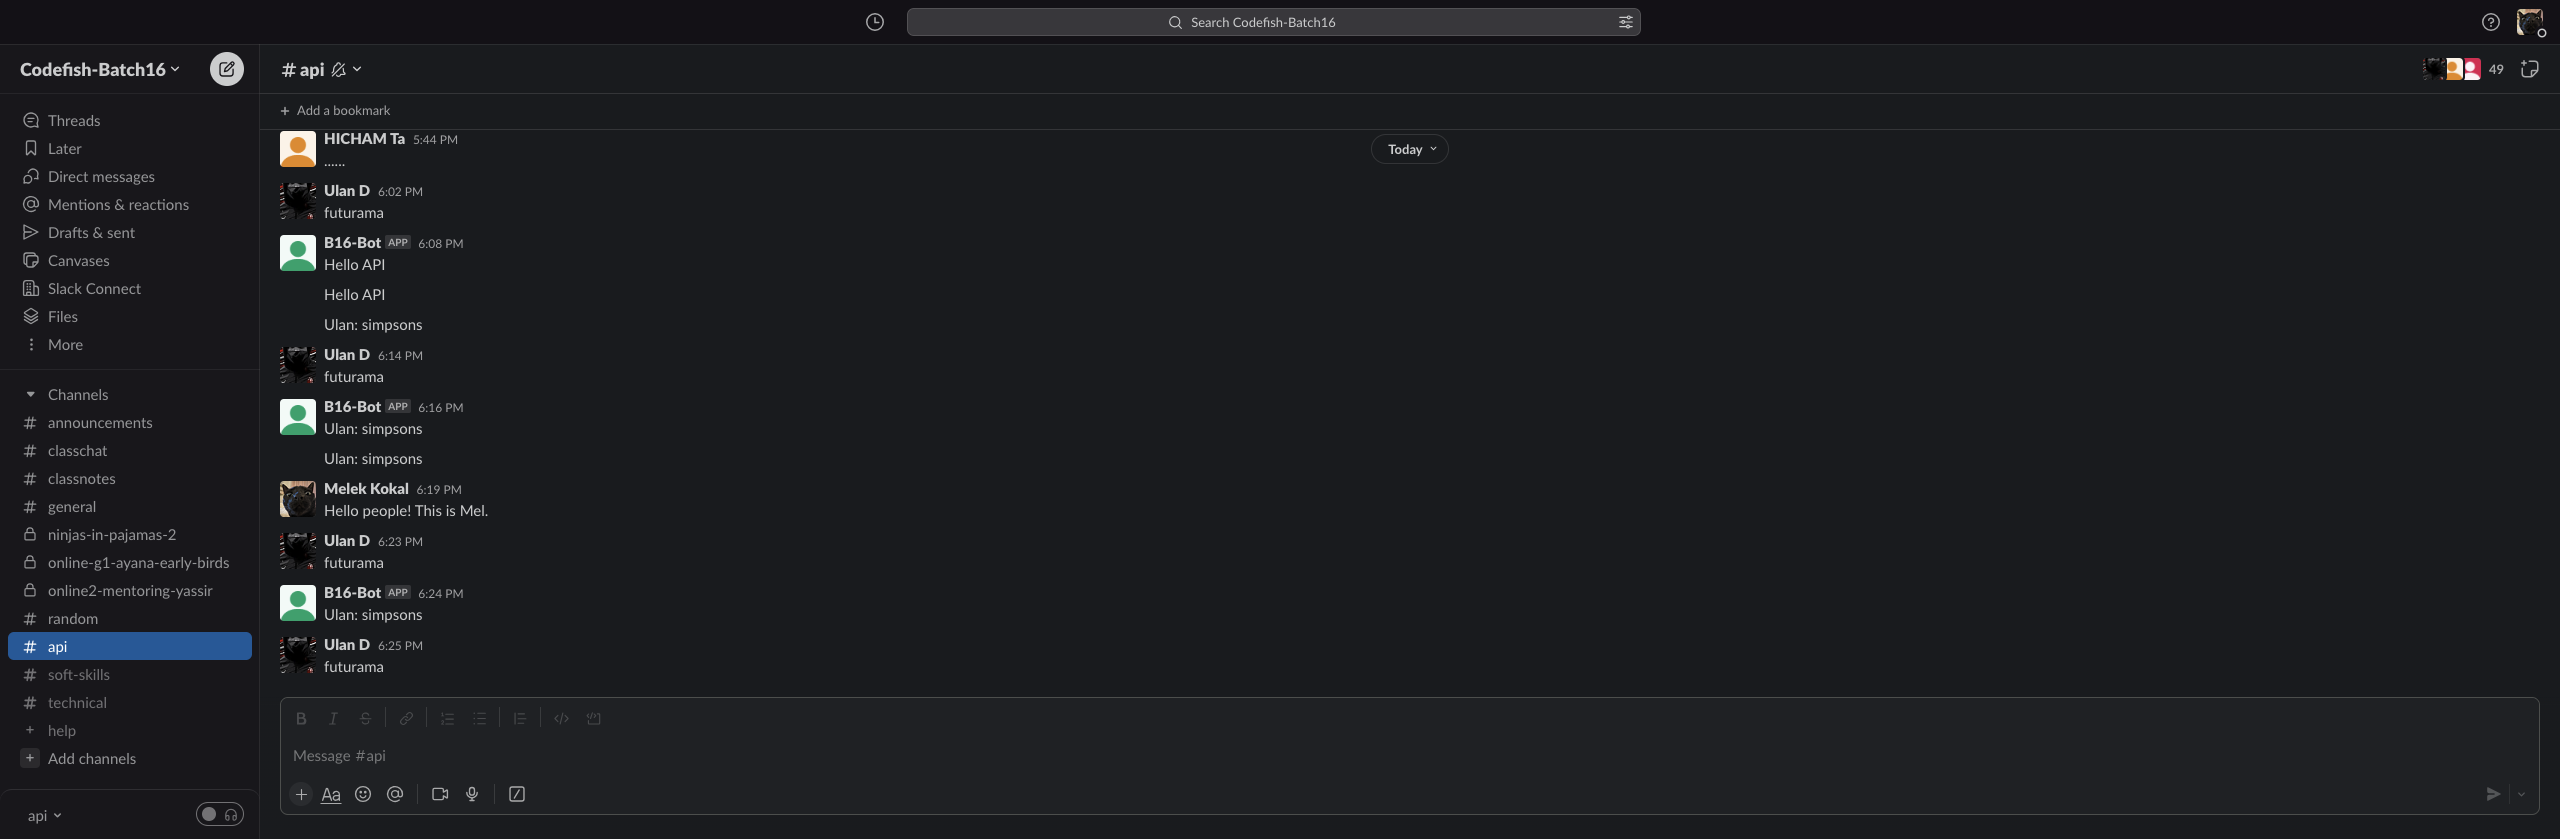 Search Codefish-Batch16
Codefish-Batch16
Threads
Later
Direct messages
Mentions & reactions
Drafts & sent
Canvases
Slack Connect
Files
More
Channels
# announcements
# classchat
# classnotes
# general
ninjas-in-pajamas-2
online-g1-ayana-early-birds
online2-mentoring-yassir
# random
# api
# soft-skills
# technical
+ help
+ Add channels
api
# api
49
+ Add a bookmark
Today
HICHAM Ta 5:44 PM
......
Ulan D 6:02 PM
futurama
B16-Bot APP 6:08 PM
Hello API
Hello API
Ulan: simpsons
Ulan D 6:14 PM
futurama
B16-Bot APP 6:16 PM
Ulan: simpsons
Ulan: simpsons
Melek Kokal 6:19 PM
Hello people! This is Mel.
Ulan D 6:23 PM
futurama
B16-Bot APP 6:24 PM
Ulan: simpsons
Ulan D 6:25 PM
futurama
B I S
Message #api
+ Aa @